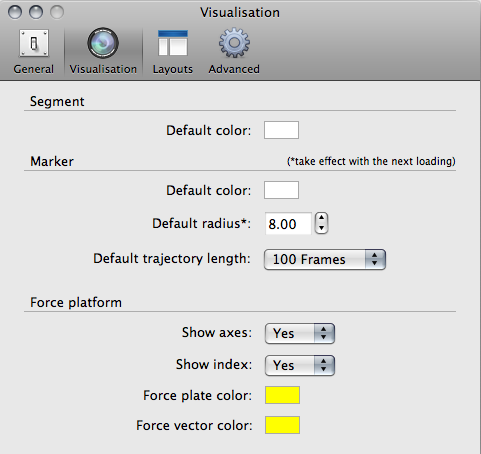 Visualisation
General Visualisation Layouts Advanced
Segment
Default color:
Marker (*take effect with the next loading)
Default color:
Default radius*: 8.00
Default trajectory length: 100 Frames
Force platform
Show axes: Yes
Show index: Yes
Force plate color:
Force vector color: